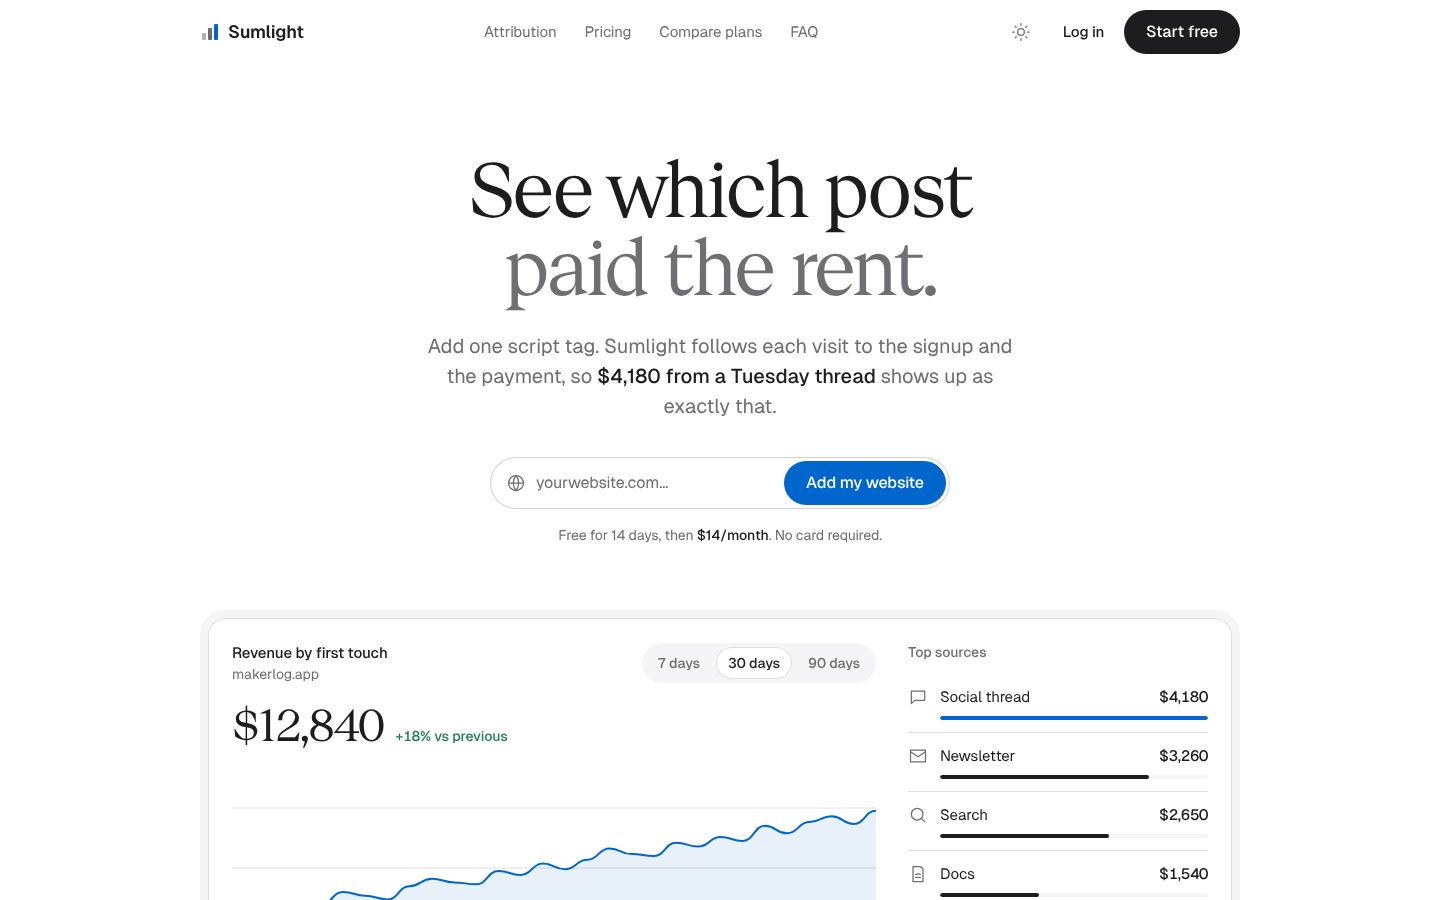 Sumlight
Attribution
Pricing
Compare plans
FAQ
Log in
Start free
See which post
paid the rent.
Add one script tag. Sumlight follows each visit to the signup and
the payment, so $4,180 from a Tuesday thread shows up as
exactly that.
yourwebsite.com...
Add my website
Free for 14 days, then $14/month. No card required.
Revenue by first touch
makerlog.app
7 days
30 days
90 days
$12,840
+18% vs previous
Top sources
Social thread
$4,180
Newsletter
$3,260
Search
$2,650
Docs
$1,540